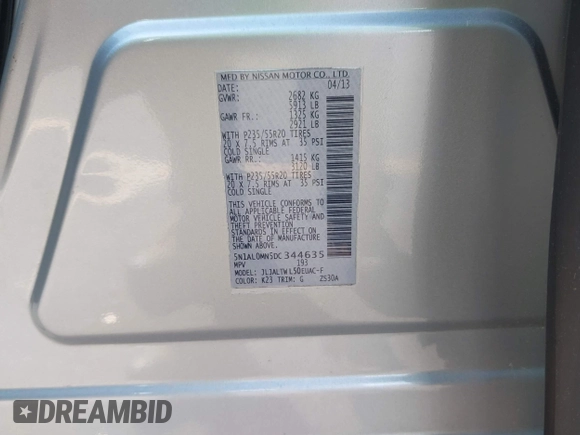 MFD BY NISSAN MOTOR CO., LTD.
DATE: 04/13
GVWR: 2682 KG
5913 LB
GAWR FR.: 1325 KG
2921 LB
WITH P235/55R20 TIRES
20 X 7.5 RIMS AT 35 PSI
COLD SINGLE
GAWR RR.: 1415 KG
3120 LB
WITH P235/55R20 TIRES
20 X 7.5 RIMS AT 35 PSI
COLD SINGLE
THIS VEHICLE CONFORMS TO
ALL APPLICABLE FEDERAL
MOTOR VEHICLE SAFETY AND
THEFT PREVENTION
STANDARDS IN EFFECT ON
THE DATE OF MANUFACTURE
SHOWN ABOVE.
5N1AL0MN5DC344635
MPV 193
MODEL: JLJALTWL50EUAC-F
COLOR: K23 TRIM: G Z530A
DREAMBID